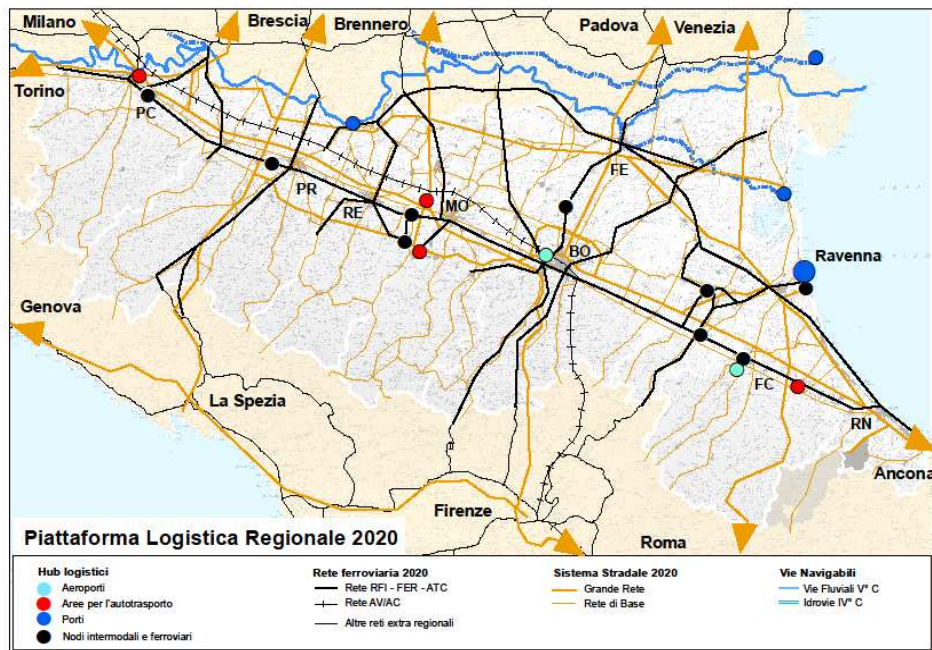 Milano
Brescia
Brennero
Padova
Venezia
Torino
PC
PR
RE
MO
FE
BO
Ravenna
Genova
La Spezia
FC
RN
Ancona
Firenze
Roma
Piattaforma Logistica Regionale 2020
Hub logistici
Aeroporti
Aree per l'autotrasporto
Porti
Nodi intermodali e ferroviari
Rete ferroviaria 2020
Rete RFI - FER - ATC
Rete AV/AC
Altre reti extra regionali
Sistema Stradale 2020
Grande Rete
Rete di Base
Vie Navigabili
Vie Fluviali V° C
Idrovie IV° C